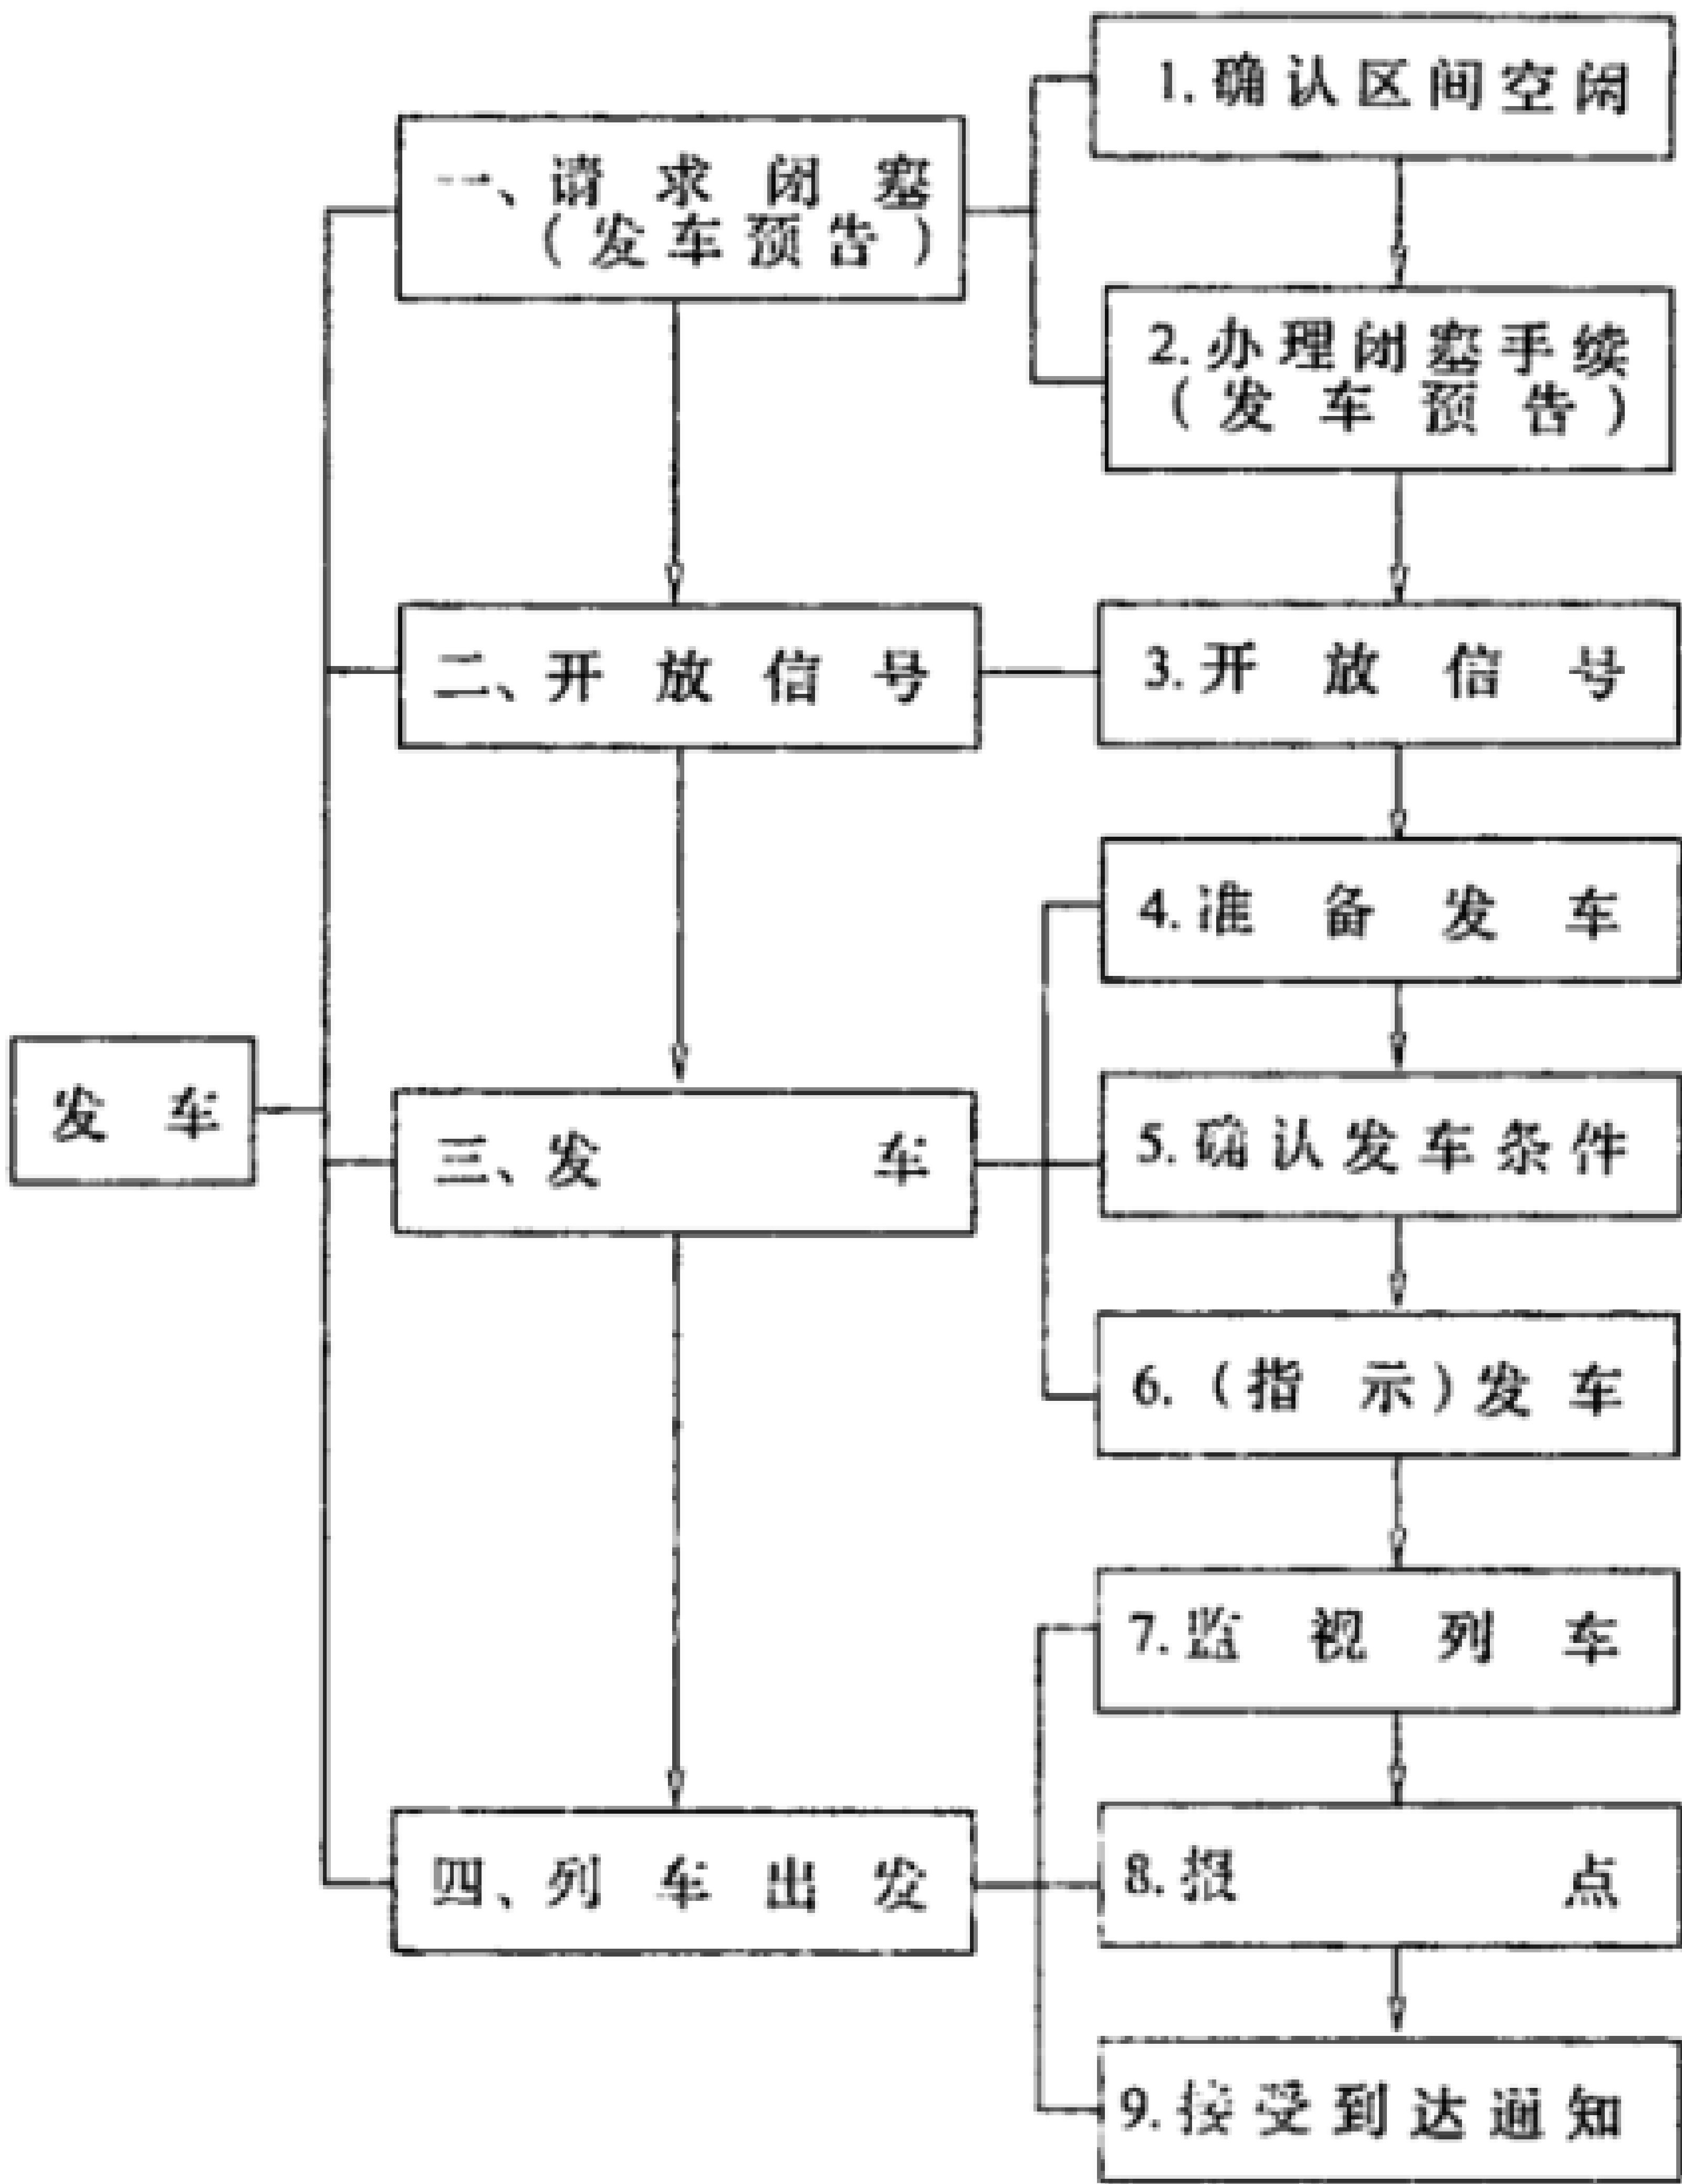 发车
一、请求闭塞
(发车预告)
二、开放信号
三、发车
四、列车出发
1.确认区间空闲
2.办理闭塞手续
(发车预告)
3.开放信号
4.准备发车
5.确认发车条件
6.(指示)发车
7.监视列车
8.报点
9.接受到达通知